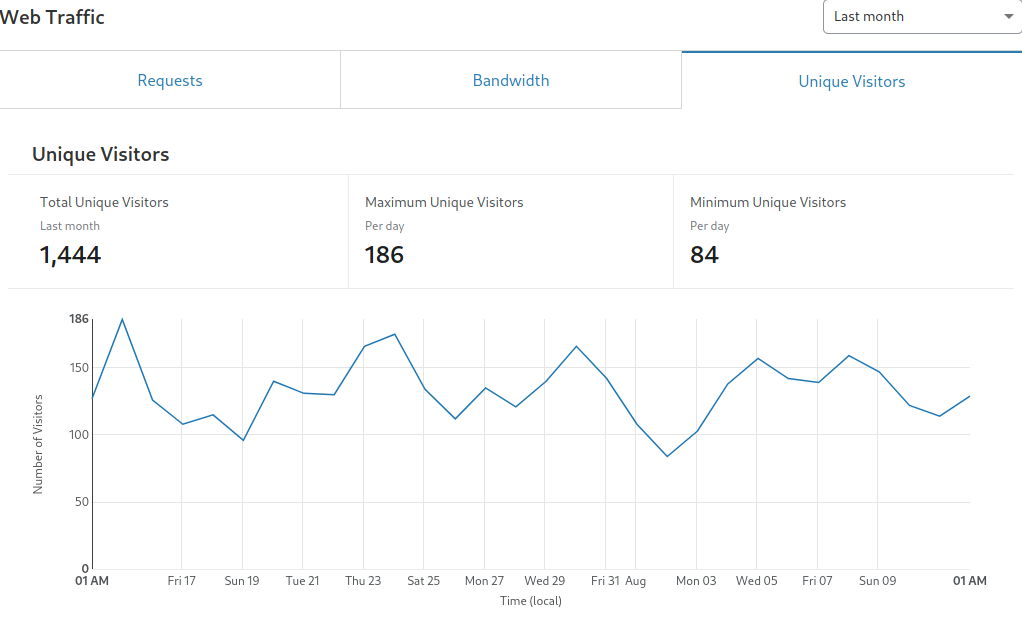 Web Traffic
Last month
Requests
Bandwidth
Unique Visitors
Unique Visitors
Total Unique Visitors
Last month
1,444
Maximum Unique Visitors
Per day
186
Minimum Unique Visitors
Per day
84
186
150
100
50
0
Number of Visitors
01 AM Fri 17 Sun 19 Tue 21 Thu 23 Sat 25 Mon 27 Wed 29 Fri 31 Aug Mon 03 Wed 05 Fri 07 Sun 09 01 AM
Time (local)